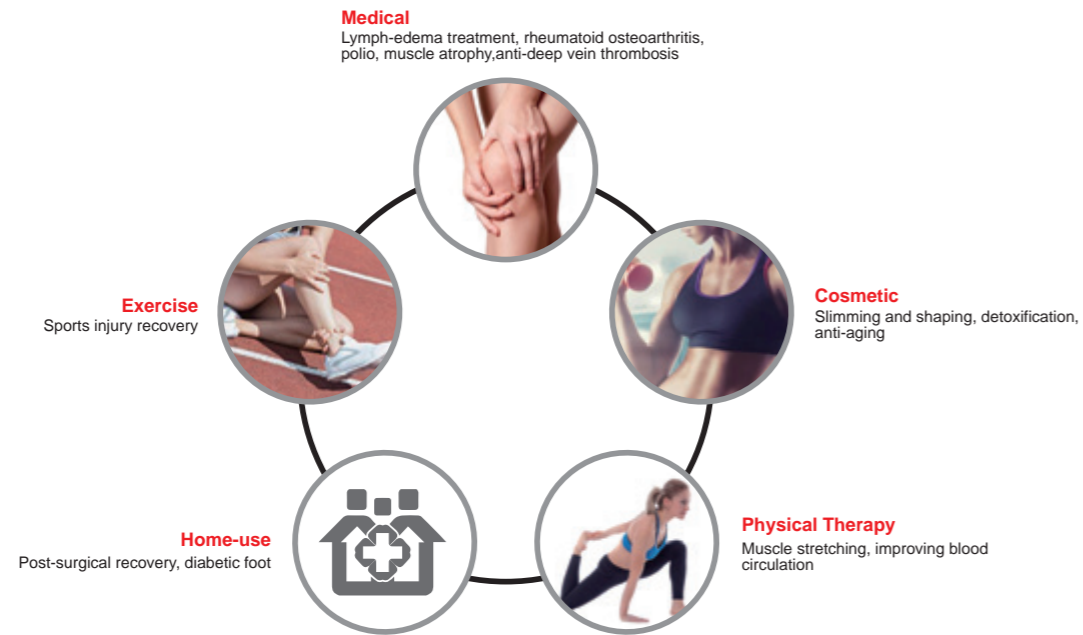 Medical
Lymph-edema treatment, rheumatoid osteoarthritis,
polio, muscle atrophy,anti-deep vein thrombosis
Exercise
Sports injury recovery
Cosmetic
Slimming and shaping, detoxification,
anti-aging
Home-use
Post-surgical recovery, diabetic foot
Physical Therapy
Muscle stretching, improving blood
circulation